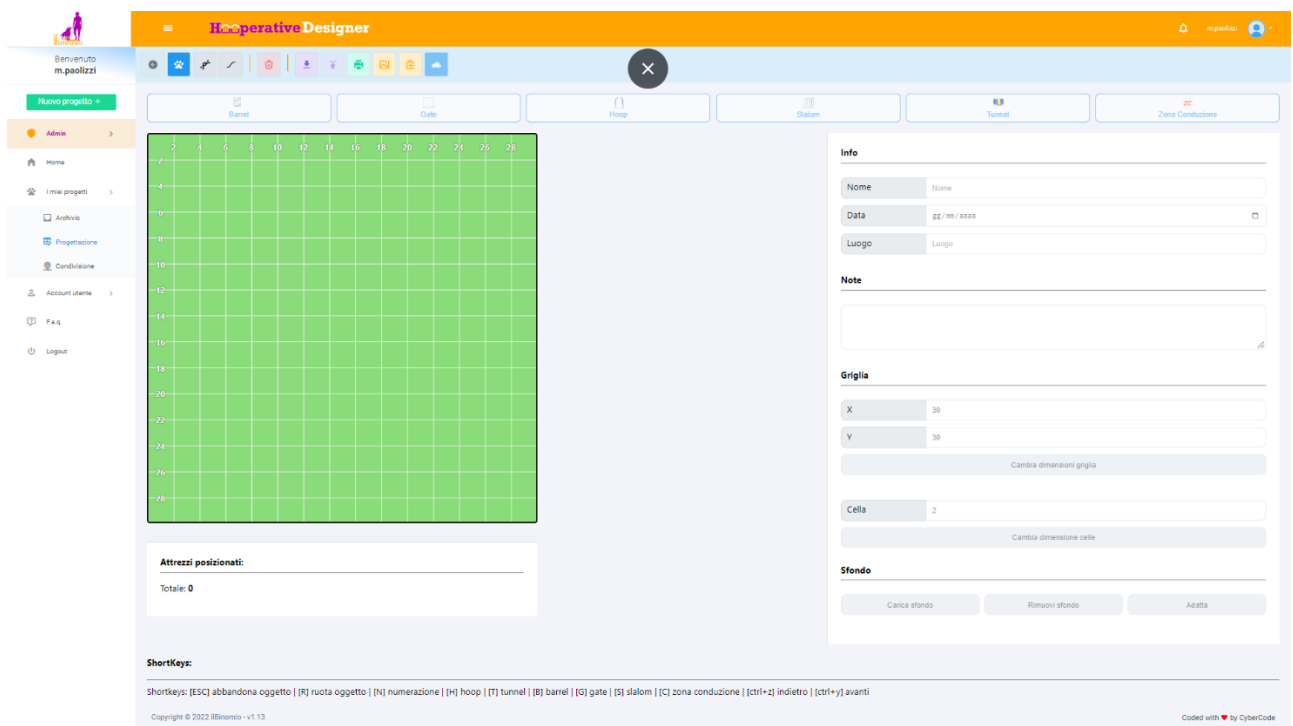 ilBinomio
HooperativeDesigner
m.paolizzi
Benvenuto
m.paolizzi
Nuovo progetto +
Admin
Home
I miei progetti
Archivio
Progettazione
Condivisione
Account utente
F.a.q.
Logout
Barrel
Gate
Hoop
Slalom
Tunnel
ZC
Zona Conduzione
2 4 6 8 10 12 14 16 18 20 22 24 26 28
2
4
6
8
10
12
14
16
18
20
22
24
26
28
Attrezzi posizionati:
Totale: 0
Info
Nome Nome
Data gg/mm/aaaa
Luogo Luogo
Note
Griglia
X 30
Y 30
Cambia dimensioni griglia
Cella 2
Cambia dimensione celle
Sfondo
Carica sfondo Rimuovi sfondo Adatta
ShortKeys:
Shortkeys: [ESC] abbandona oggetto | [R] ruota oggetto | [N] numerazione | [H] hoop | [T] tunnel | [B] barrel | [G] gate | [S] slalom | [C] zona conduzione | [ctrl+z] indietro | [ctrl+y] avanti
Copyright © 2022 ilBinomio - v1.13
Coded with ♥ by CyberCode